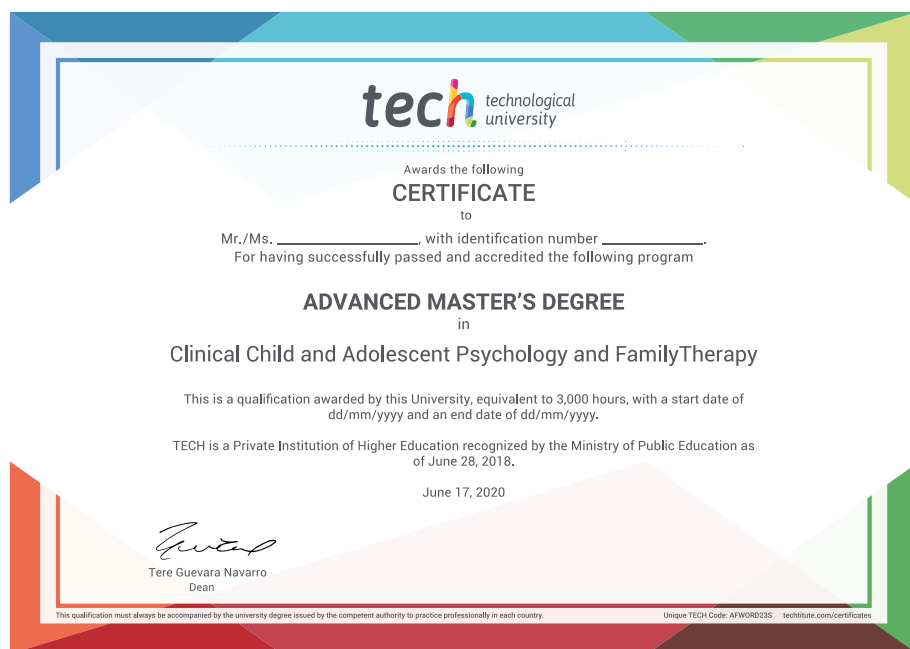 tech technological
university
Awards the following
CERTIFICATE
to
Mr./Ms. ____________________, with identification number ______________.
For having successfully passed and accredited the following program
ADVANCED MASTER'S DEGREE
in
Clinical Child and Adolescent Psychology and FamilyTherapy
This is a qualification awarded by this University, equivalent to 3,000 hours, with a start date of
dd/mm/yyyy and an end date of dd/mm/yyyy.
TECH is a Private Institution of Higher Education recognized by the Ministry of Public Education as
of June 28, 2018.
June 17, 2020
Tere Guevara Navarro
Dean
This qualification must always be accompanied by the university degree issued by the competent authority to practice professionally in each country. Unique TECH Code: AFWORD23S techtitute.com/certificates